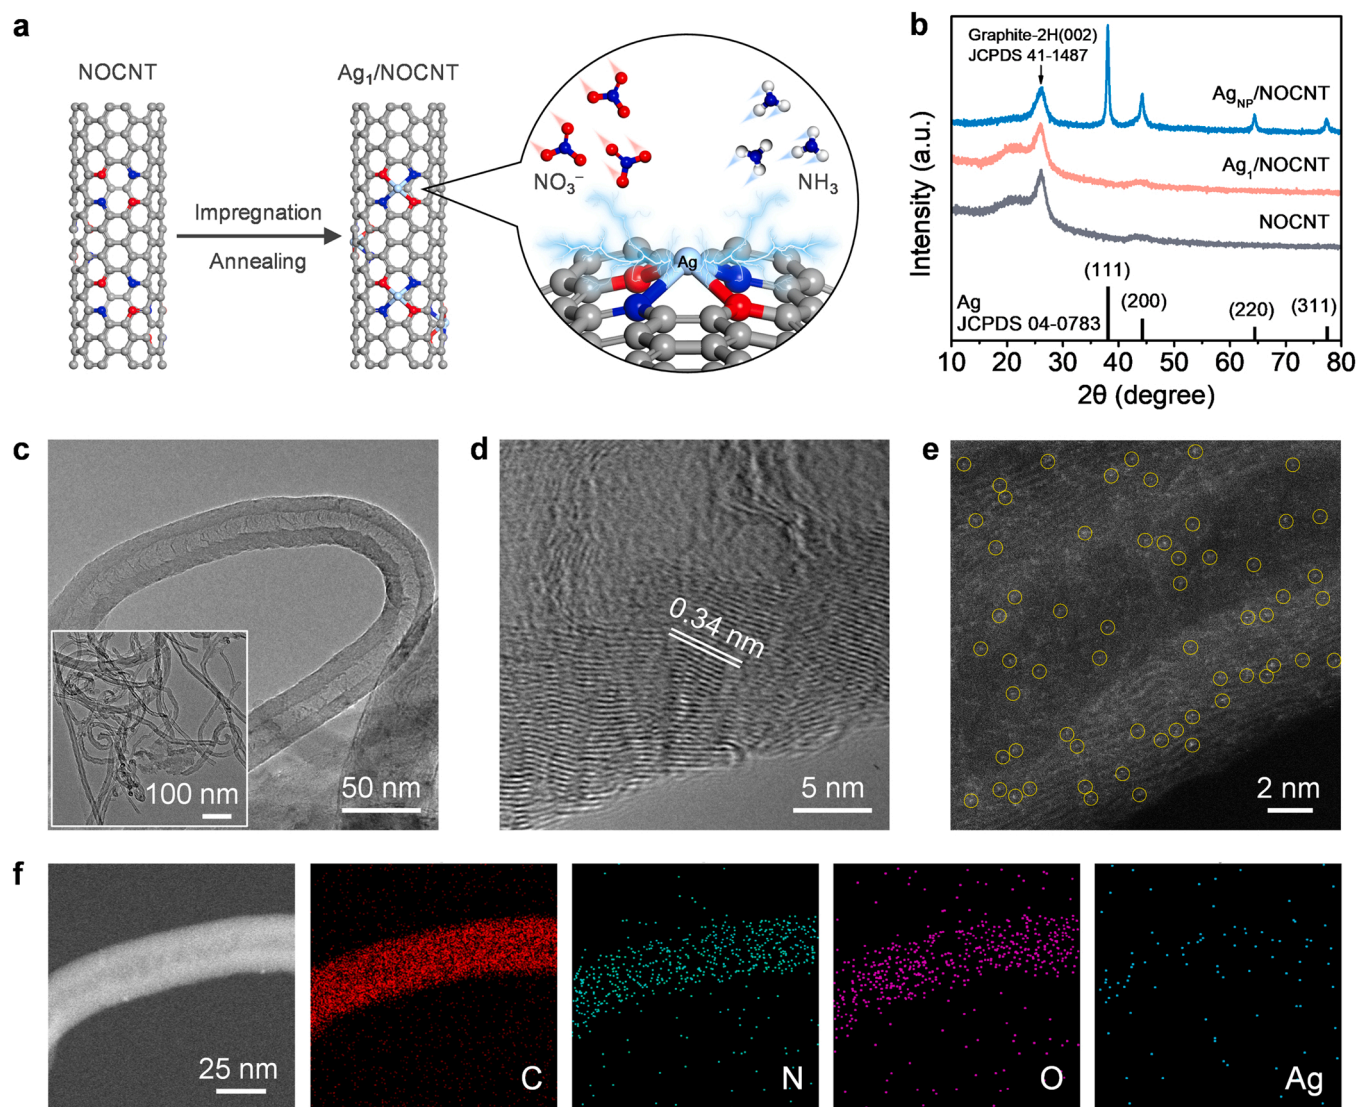 a
NOCNT
Ag₁/NOCNT
Impregnation
Annealing
NO₃⁻
NH₃
Ag
b
Graphite-2H(002)
JCPDS 41-1487
Ag_NP/NOCNT
Ag₁/NOCNT
NOCNT
(111)
(200)
(220)
(311)
Ag
JCPDS 04-0783
10 20 30 40 50 60 70 80
2θ (degree)
Intensity (a.u.)
c
100 nm
50 nm
d
0.34 nm
5 nm
e
2 nm
f
25 nm
C
N
O
Ag